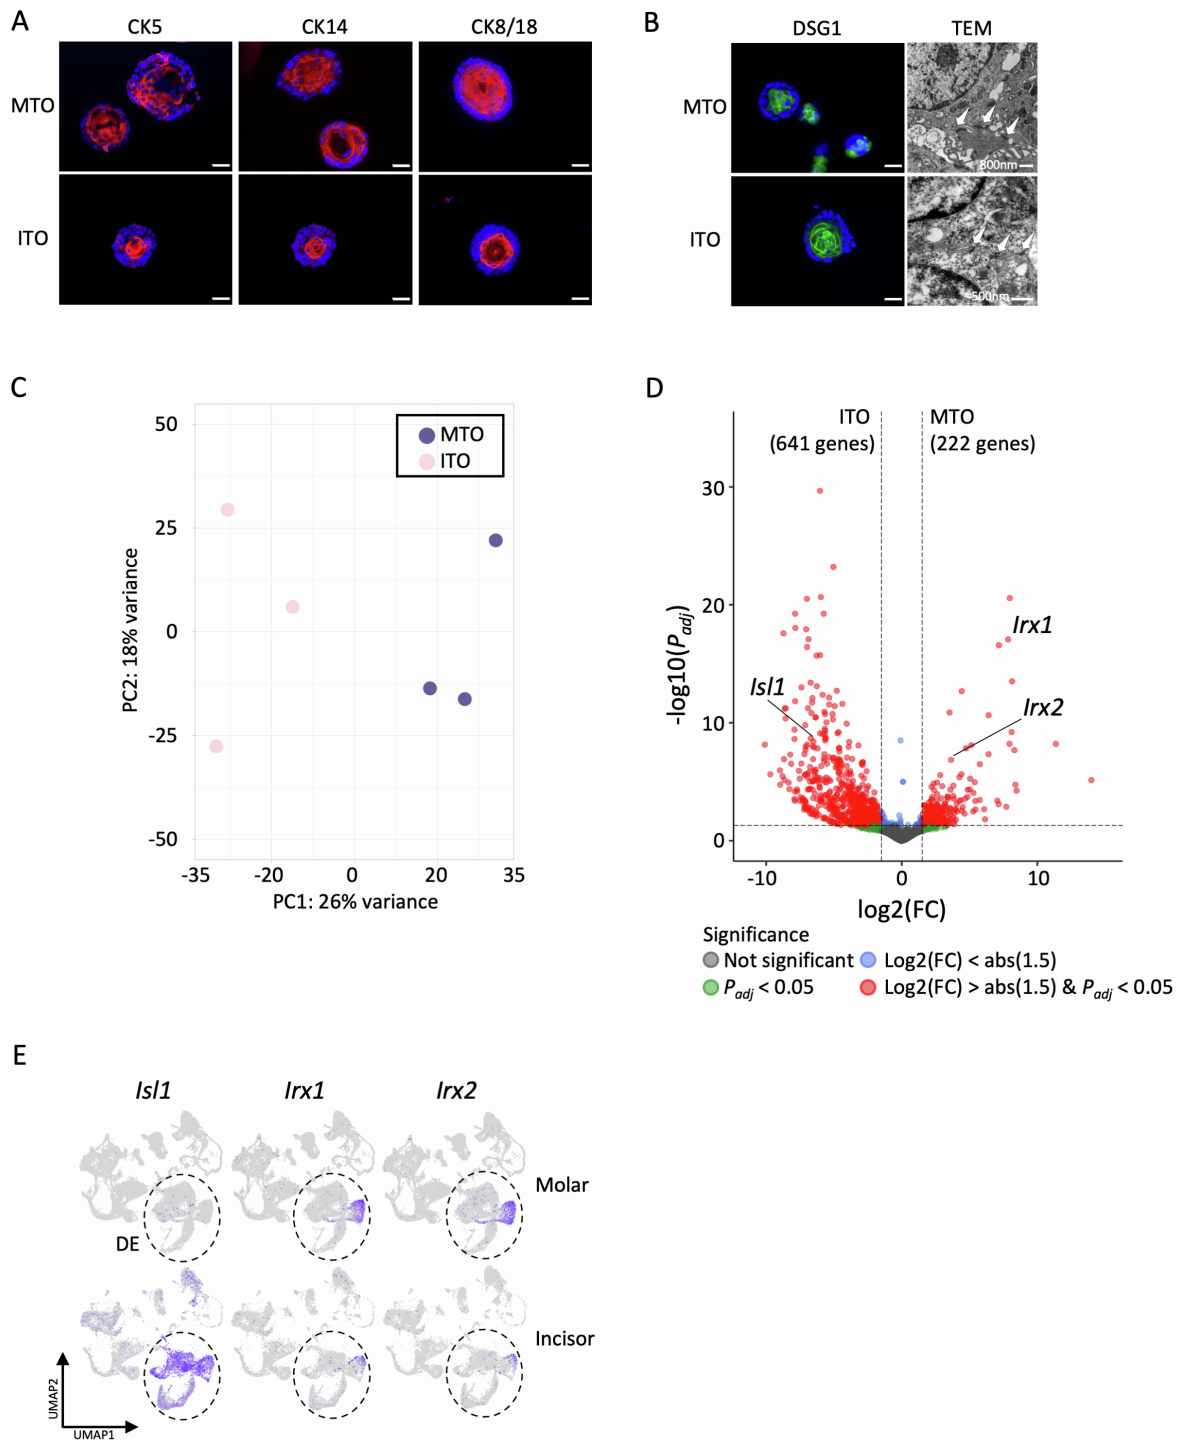 A
CK5 CK14 CK8/18
MTO
ITO
B
DSG1 TEM
MTO
800nm
ITO
500nm
C
50
25
0
-25
-50
PC2: 18% variance
MTO
ITO
-35 -20 0 20 35
PC1: 26% variance
D
ITO
(641 genes)
MTO
(222 genes)
30
20
10
0
-log10(Padj)
Irx1
Isl1
Irx2
-10 0 10
log2(FC)
Significance
Not significant
Log2(FC) < abs(1.5)
Padj < 0.05
Log2(FC) > abs(1.5) & Padj < 0.05
E
Isl1 Irx1 Irx2
Molar
DE
Incisor
UMAP2
UMAP1